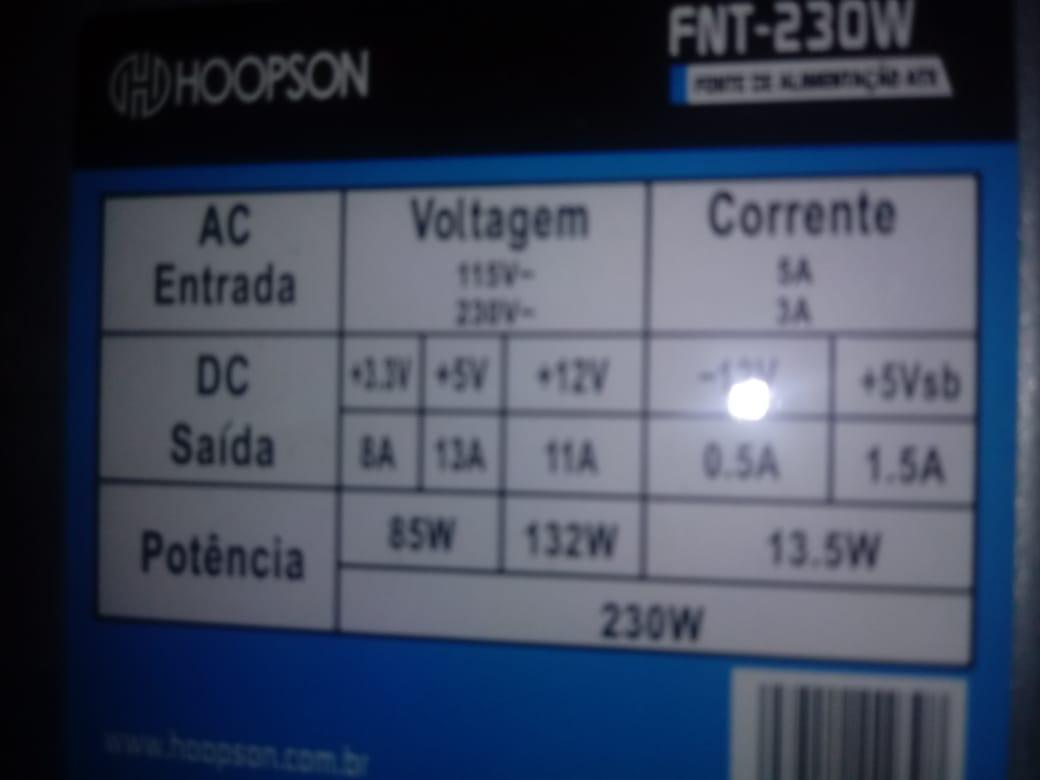 HOOPSON
FNT-230W
FONTE DE ALIMENTAÇÃO ATX
AC Entrada
Voltagem
115V~
230V~
Corrente
5A
3A
DC Saída
+3.3V +5V +12V -12V +5Vsb
8A 13A 11A 0.5A 1.5A
Potência
85W 132W 13.5W
230W
www.hoopson.com.br